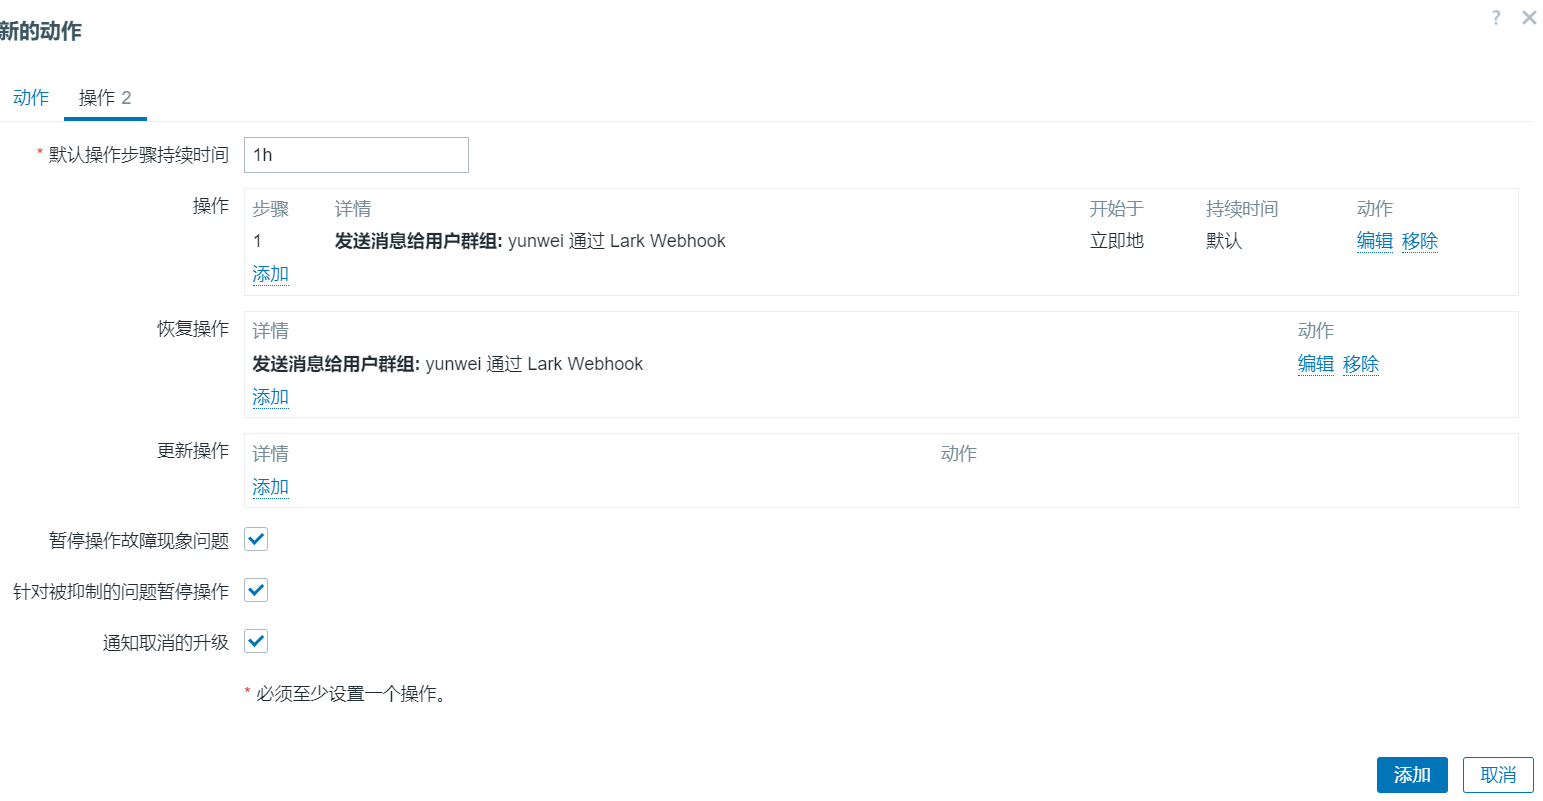 新的动作
?
动作 操作 2
* 默认操作步骤持续时间 1h
操作 步骤 详情 开始于 持续时间 动作
1 发送消息给用户群组: yunwei 通过 Lark Webhook 立即地 默认 编辑 移除
添加
恢复操作 详情 动作
发送消息给用户群组: yunwei 通过 Lark Webhook 编辑 移除
添加
更新操作 详情 动作
添加
暂停操作故障现象问题
针对被抑制的问题暂停操作
通知取消的升级
* 必须至少设置一个操作。
添加 取消